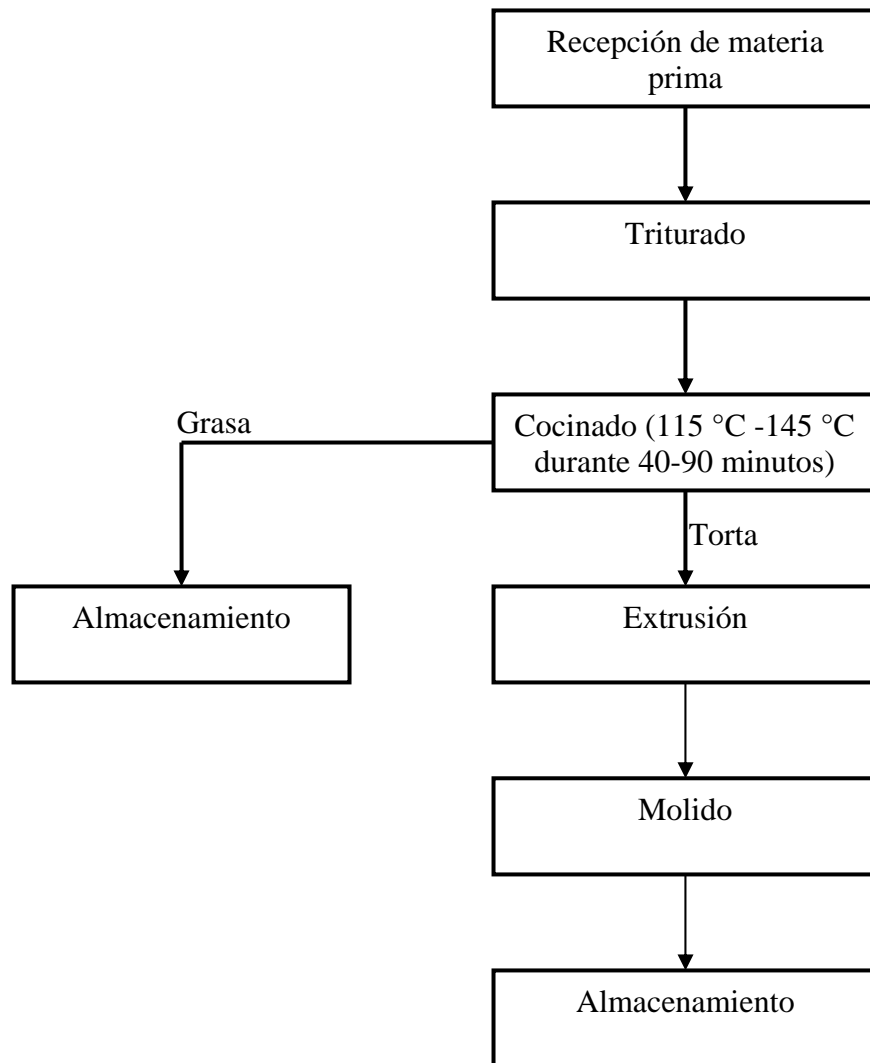 Recepción de materia
prima
Triturado
Grasa
Cocinado (115 °C -145 °C
durante 40-90 minutos)
Torta
Almacenamiento
Extrusión
Molido
Almacenamiento